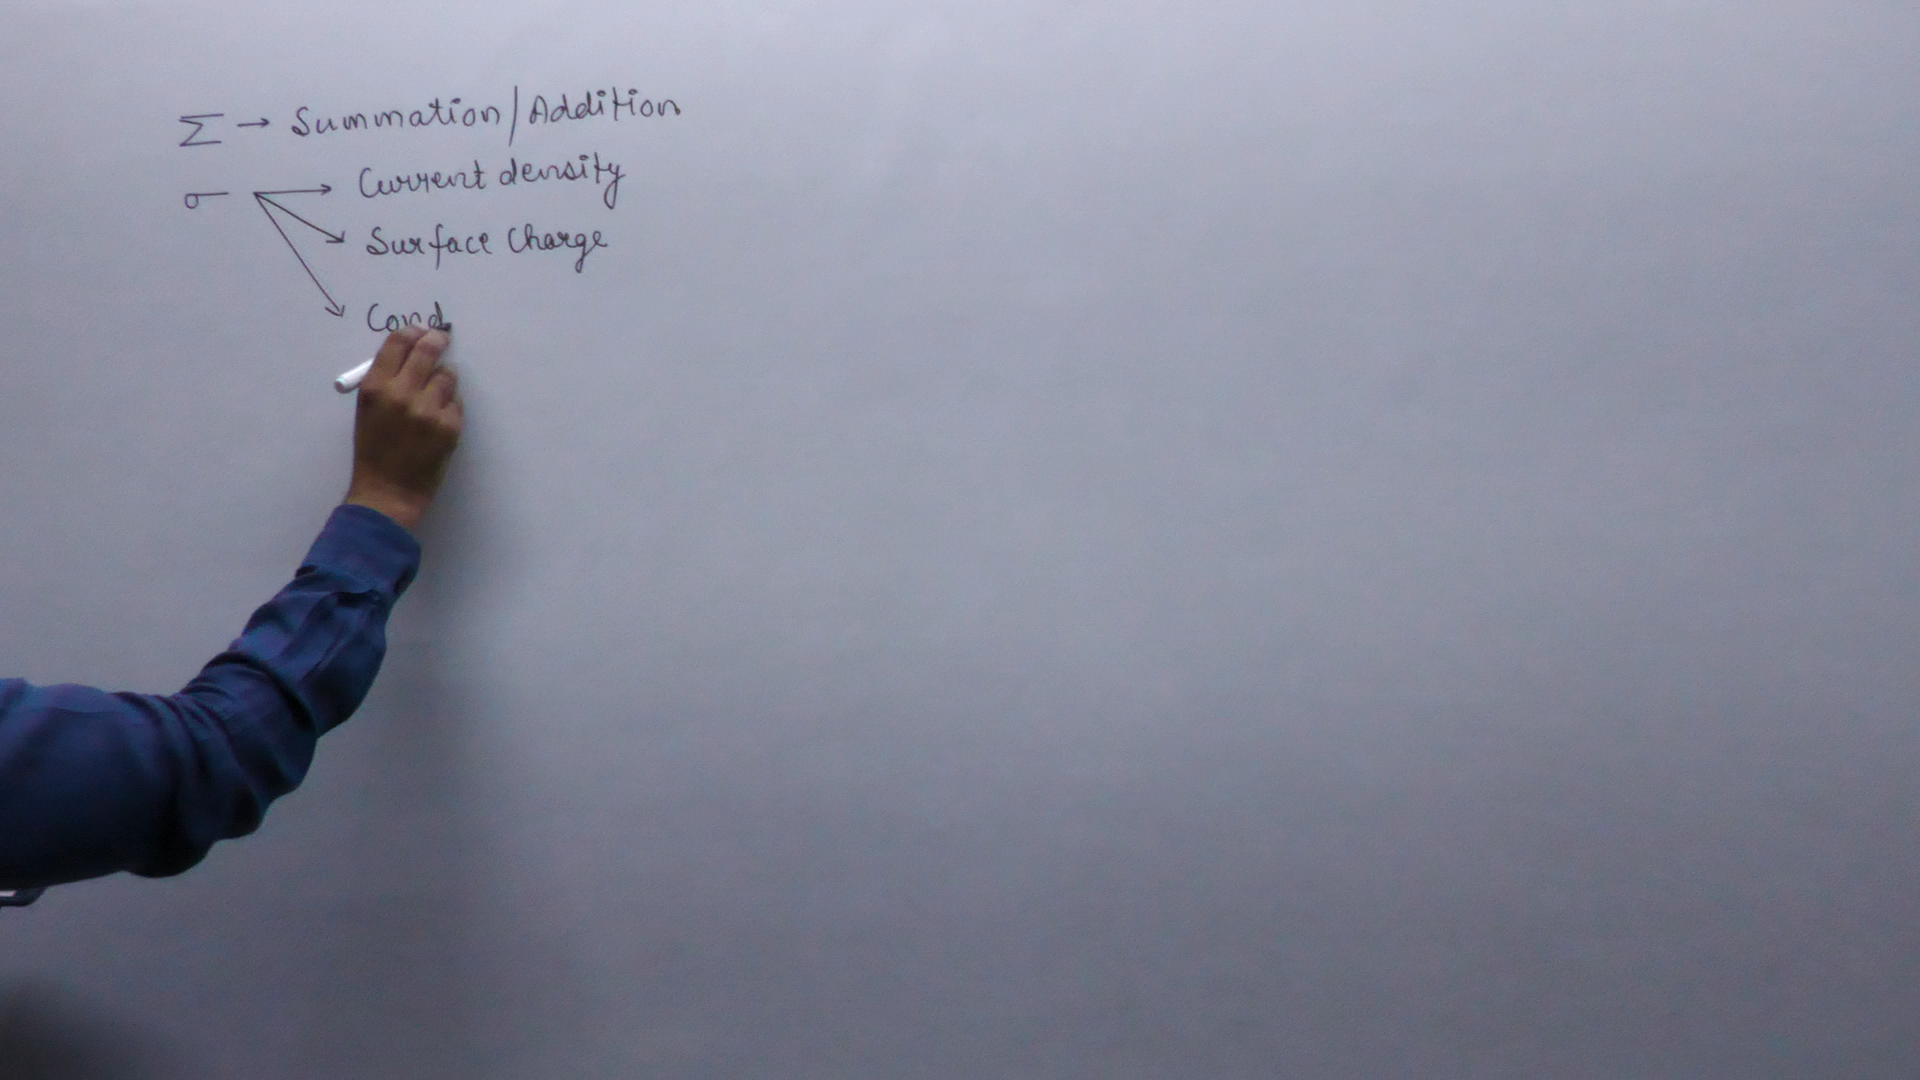 Σ → Summation/Addition
σ → Current density
→ Surface Charge
→ Cond